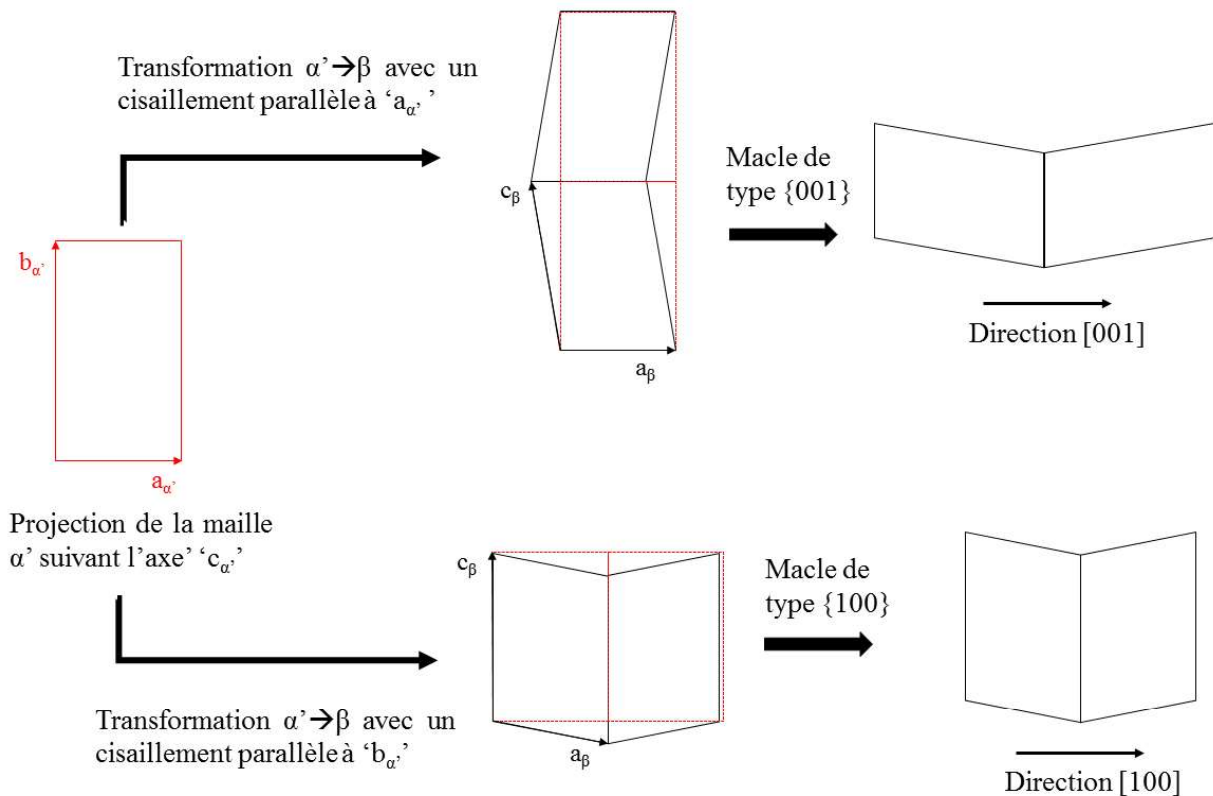 Transformation α’→β avec un
cisaillement parallèle à ‘aα’ ’
cβ
aβ
Macle de
type {001}
Direction [001]
bα’
aα’
Projection de la maille
α’ suivant l’axe’ ‘cα’’
cβ
aβ
Macle de
type {100}
Direction [100]
Transformation α’→β avec un
cisaillement parallèle à ‘bα’’